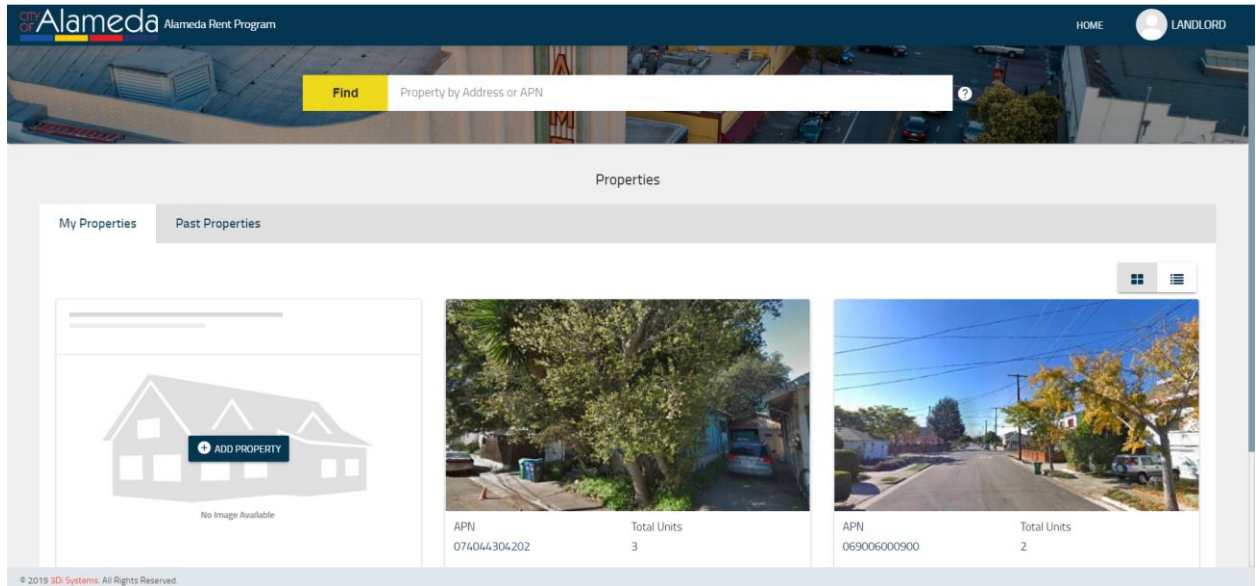 CITY OF Alameda Alameda Rent Program
HOME
LANDLORD
Find
Property by Address or APN
?
Properties
My Properties
Past Properties
ADD PROPERTY
No Image Available
APN
Total Units
074044304202
3
APN
Total Units
069006000900
2
© 2019 3Di Systems. All Rights Reserved.